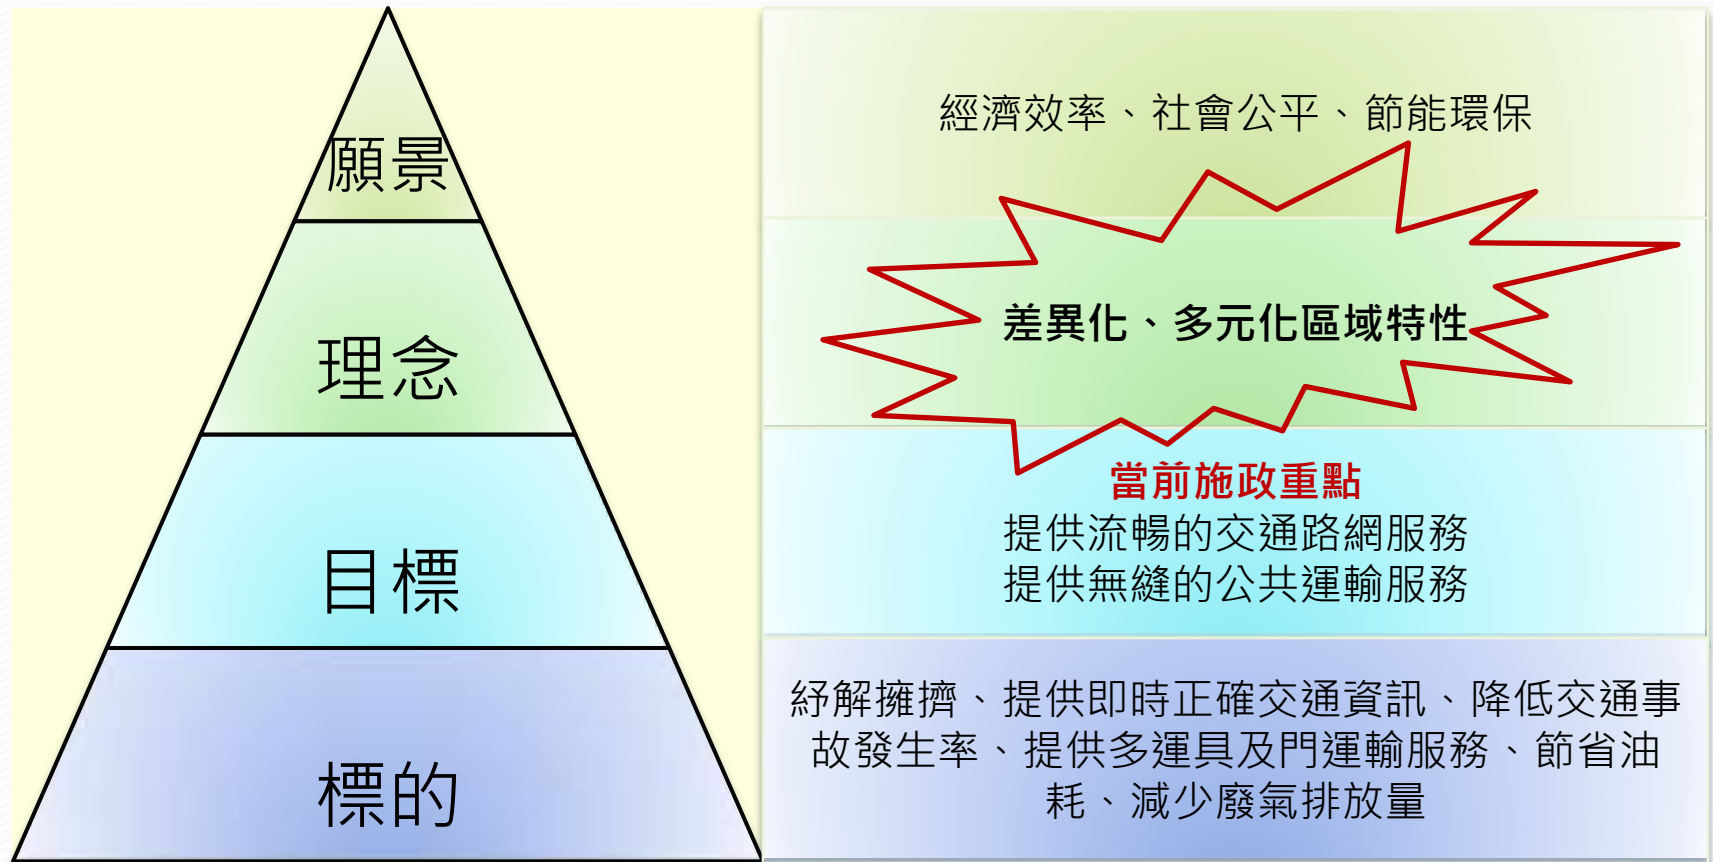 願景
經濟效率、社會公平、節能環保
理念
差異化、多元化區域特性
目標
當前施政重點
提供流暢的交通路網服務
提供無縫的公共運輸服務
標的
紓解擁擠、提供即時正確交通資訊、降低交通事
故發生率、提供多運具及門運輸服務、節省油
耗、減少廢氣排放量